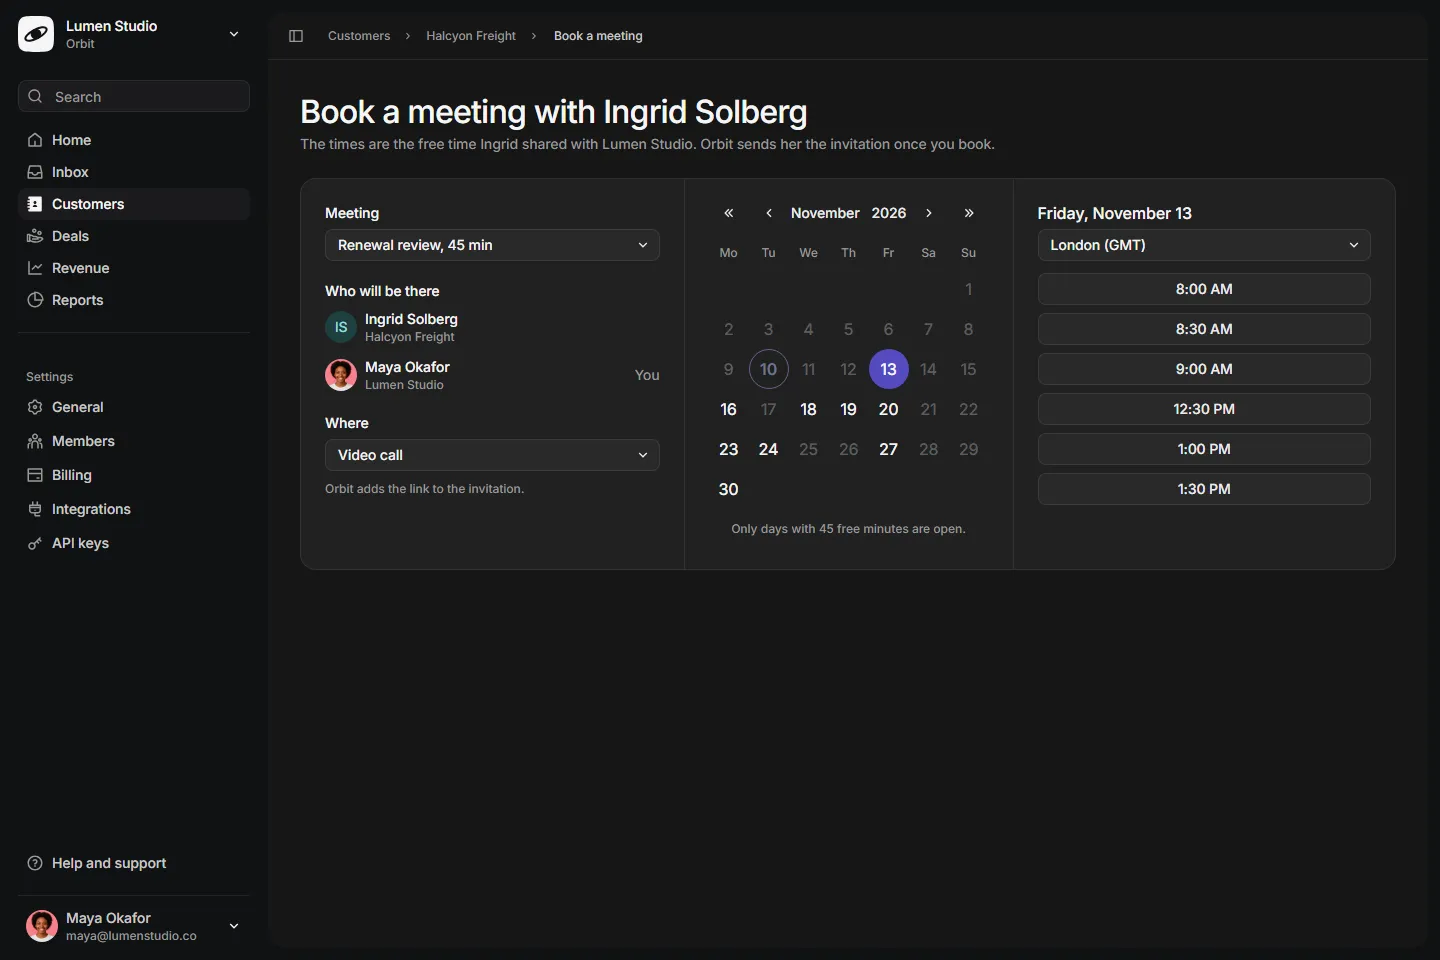 Lumen Studio
Orbit
Search
Home
Inbox
Customers
Deals
Revenue
Reports
Settings
General
Members
Billing
Integrations
API keys
Help and support
Maya Okafor
maya@lumenstudio.co
Customers > Halcyon Freight > Book a meeting
Book a meeting with Ingrid Solberg
The times are the free time Ingrid shared with Lumen Studio. Orbit sends her the invitation once you book.
Meeting
Renewal review, 45 min
Who will be there
IS
Ingrid Solberg
Halcyon Freight
Maya Okafor
Lumen Studio
You
Where
Video call
Orbit adds the link to the invitation.
« ‹ November 2026 › »
Mo Tu We Th Fr Sa Su
1
2 3 4 5 6 7 8
9 10 11 12 13 14 15
16 17 18 19 20 21 22
23 24 25 26 27 28 29
30
Only days with 45 free minutes are open.
Friday, November 13
London (GMT)
8:00 AM
8:30 AM
9:00 AM
12:30 PM
1:00 PM
1:30 PM